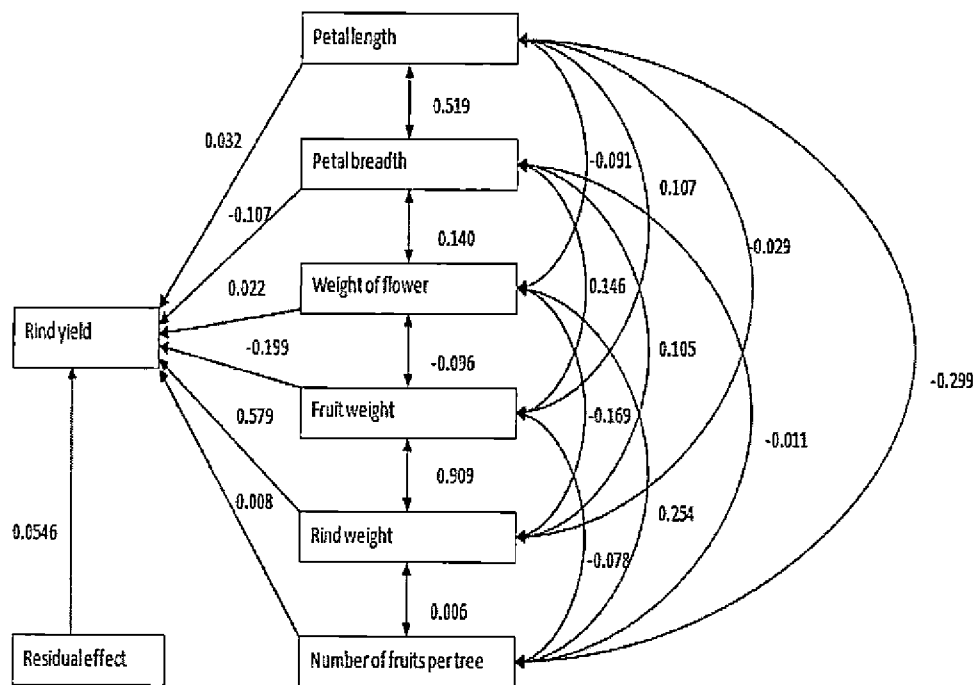 Petal length
0.519
0.032
Petal breadth
-0.091
0.107
-0.107
0.140
-0.029
Weight of flower
0.022
0.146
Rind yield
-0.199
-0.096
0.105
-0.299
Fruit weight
0.579
-0.169
-0.011
0.909
0.008
0.254
0.0546
Rind weight
-0.078
0.006
Residual effect
Number of fruits per tree